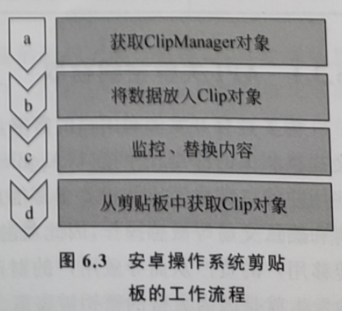 a 获取ClipManager对象
b 将数据放入Clip对象
c 监控、替换内容
d 从剪贴板中获取Clip对象
图 6.3 安卓操作系统剪贴
板的工作流程